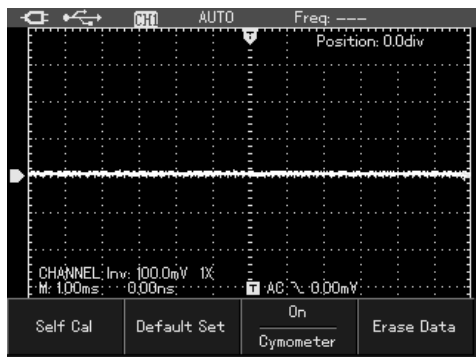 CH1 AUTO Freq: ---
T
Position: 0.0div
CHANNEL: Inv: 100.0mV 1X
M: 1.00ms: 0.00ns: T AC: 0.00mV
Self Cal Default Set On Cymometer Erase Data